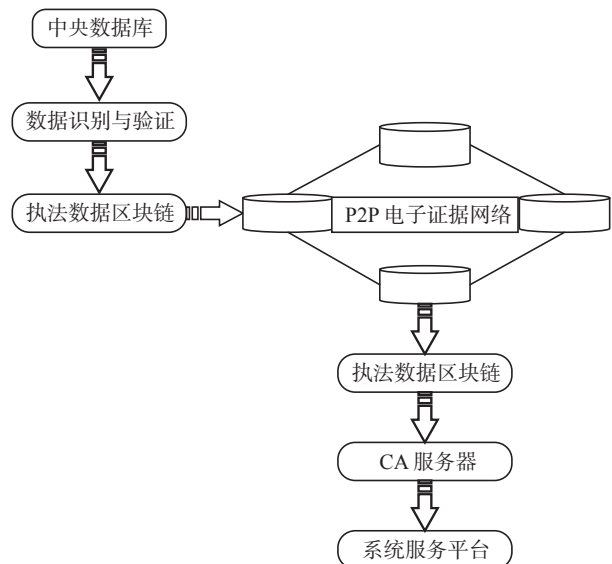 中央数据库
数据识别与验证
执法数据区块链
P2P 电子证据网络
执法数据区块链
CA 服务器
系统服务平台